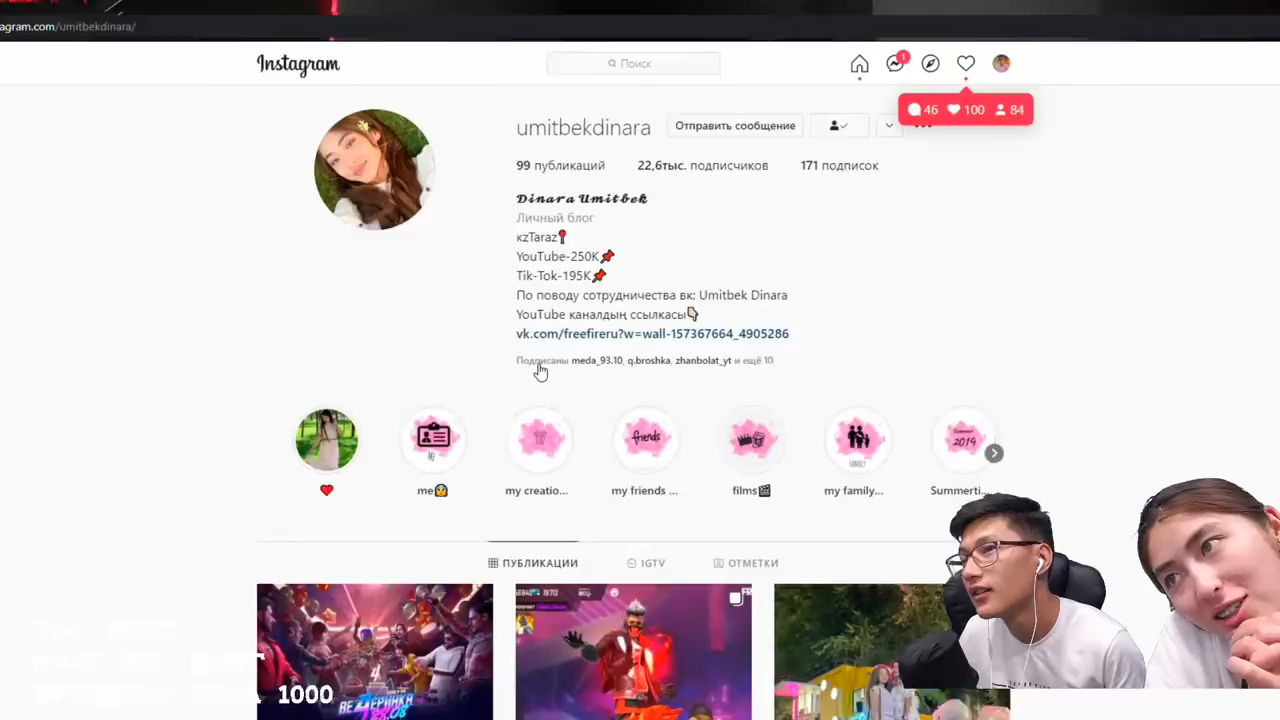 agram.com/umitbekdinara/
Instagram
Поиск
1
46 100 84
umitbekdinara
Отправить сообщение
99 публикаций 22,6тыс. подписчиков 171 подписок
Dinara Umitbek
Личный блог
кzTaraz
YouTube-250K
Tik-Tok-195K
По поводу сотрудничества вк: Umitbek Dinara
YouTube каналдың ссылкасы
vk.com/freefireru?w=wall-157367664_4905286
Подписаны meda_93.10, q.broshka, zhanbolat_yt и ещё 10
friends
FAMILY
2019
me
my creatio...
my friends ...
films
my family...
Summerti...
ПУБЛИКАЦИИ
IGTV
ОТМЕТКИ
4
1000